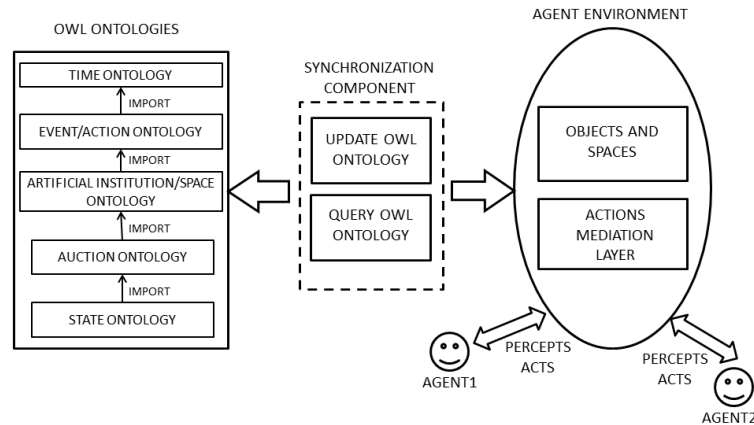 OWL ONTOLOGIES
TIME ONTOLOGY
IMPORT
EVENT/ACTION ONTOLOGY
IMPORT
ARTIFICIAL INSTITUTION/SPACE
ONTOLOGY
IMPORT
AUCTION ONTOLOGY
IMPORT
STATE ONTOLOGY
SYNCHRONIZATION
COMPONENT
UPDATE OWL
ONTOLOGY
QUERY OWL
ONTOLOGY
AGENT ENVIRONMENT
OBJECTS AND
SPACES
ACTIONS
MEDIATION
LAYER
PERCEPTS
ACTS
AGENT1
PERCEPTS
ACTS
AGENT2